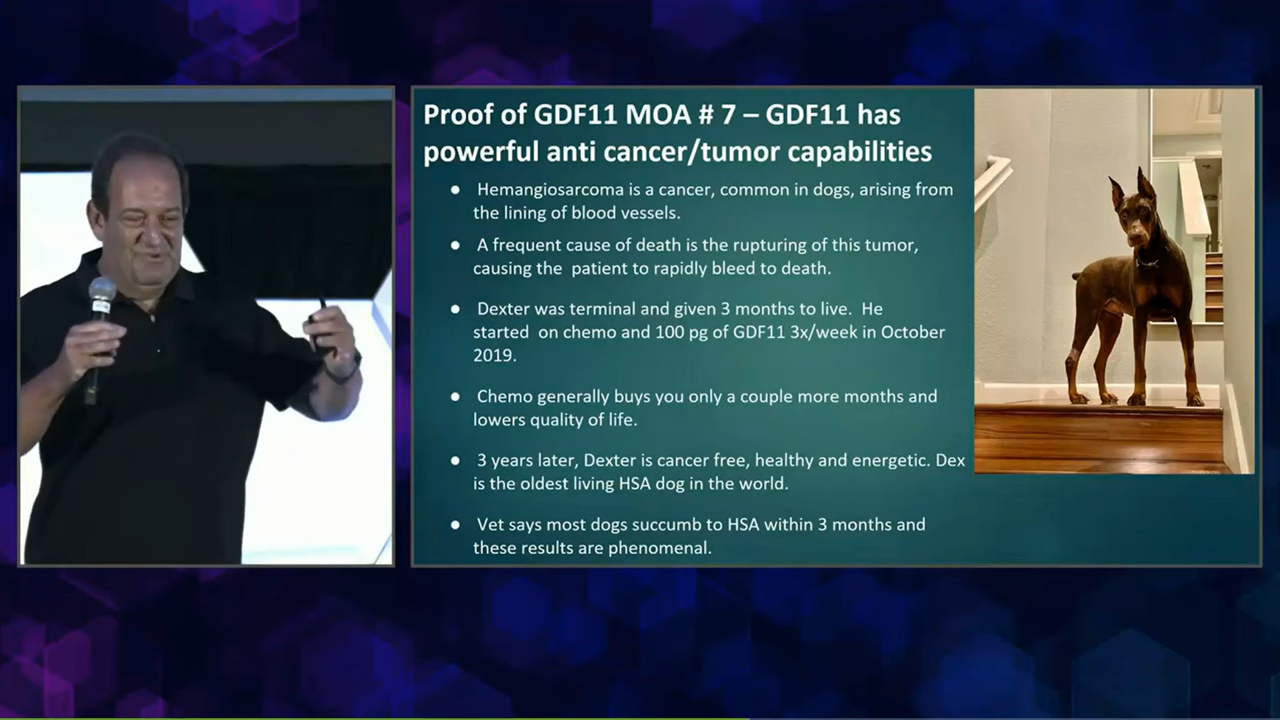 Proof of GDF11 MOA # 7 – GDF11 has
powerful anti cancer/tumor capabilities
● Hemangiosarcoma is a cancer, common in dogs, arising from
the lining of blood vessels.
● A frequent cause of death is the rupturing of this tumor,
causing the patient to rapidly bleed to death.
● Dexter was terminal and given 3 months to live. He
started on chemo and 100 pg of GDF11 3x/week in October
2019.
● Chemo generally buys you only a couple more months and
lowers quality of life.
● 3 years later, Dexter is cancer free, healthy and energetic. Dex
is the oldest living HSA dog in the world.
● Vet says most dogs succumb to HSA within 3 months and
these results are phenomenal.